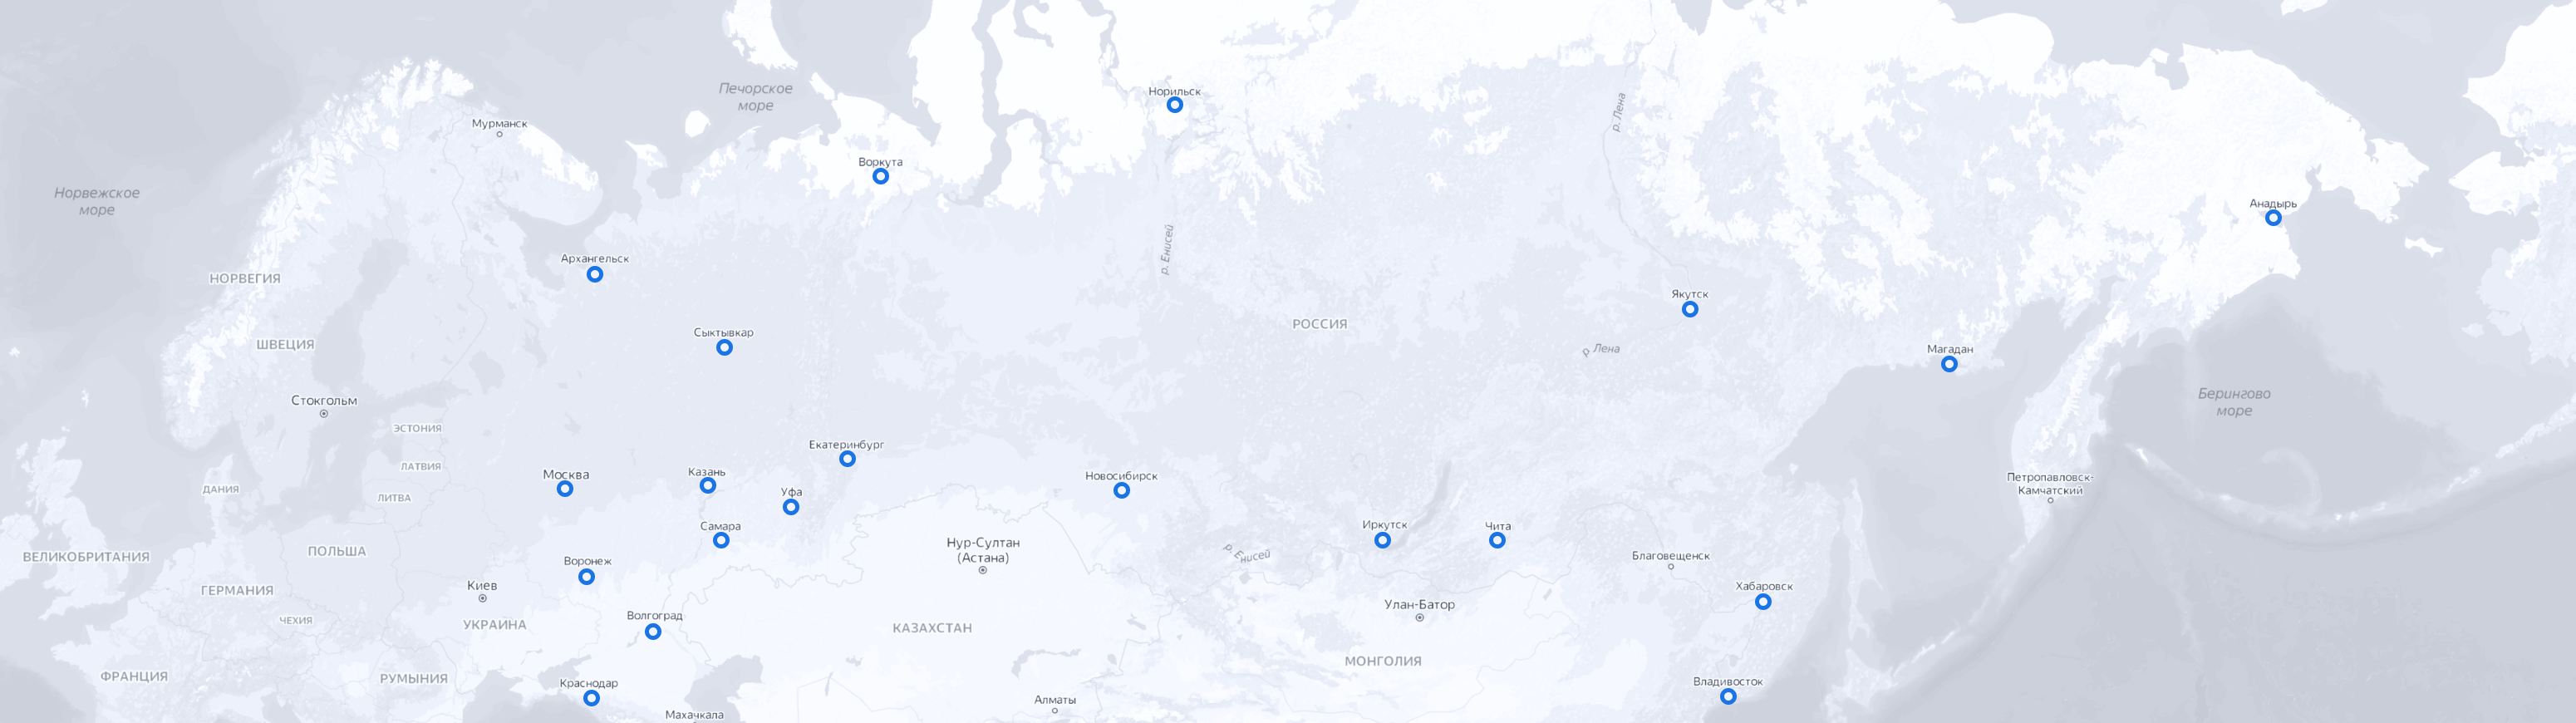 Норильск
Печорское
море
р. Лена
Мурманск
Воркута
Норвежское
море
Анадырь
р. Енисей
Архангельск
НОРВЕГИЯ
Якутск
РОССИЯ
Сыктывкар
ШВЕЦИЯ
р. Лена
Магадан
Берингово
море
Стокгольм
ЭСТОНИЯ
Екатеринбург
ЛАТВИЯ
Москва
Казань
Новосибирск
Петропавловск-
Камчатский
ДАНИЯ
ЛИТВА
Уфа
Самара
Иркутск
Чита
Нур-Султан
(Астана)
ВЕЛИКОБРИТАНИЯ
ПОЛЬША
р. Енисей
Благовещенск
Воронеж
ГЕРМАНИЯ
Киев
Хабаровск
Улан-Батор
ЧЕХИЯ
УКРАИНА
Волгоград
КАЗАХСТАН
МОНГОЛИЯ
ФРАНЦИЯ
РУМЫНИЯ
Краснодар
Владивосток
Алматы
Махачкала